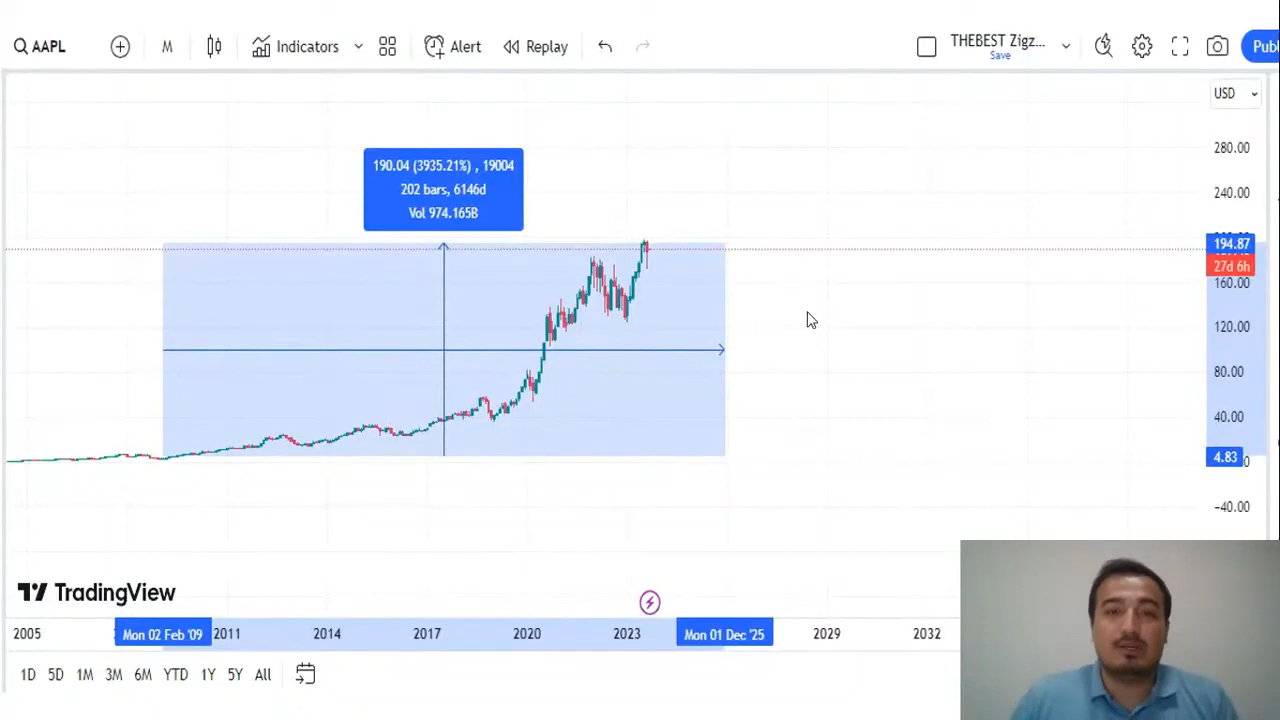 AAPL
M
Indicators
Alert
Replay
THEBEST Zigz...
Save
Publ
USD
190.04 (3935.21%) , 19004
202 bars, 6146d
Vol 974.165B
280.00
240.00
194.87
27d 6h
160.00
120.00
80.00
40.00
4.83
−40.00
TradingView
2005
Mon 02 Feb '09
2011
2014
2017
2020
2023
Mon 01 Dec '25
2029
2032
1D 5D 1M 3M 6M YTD 1Y 5Y All